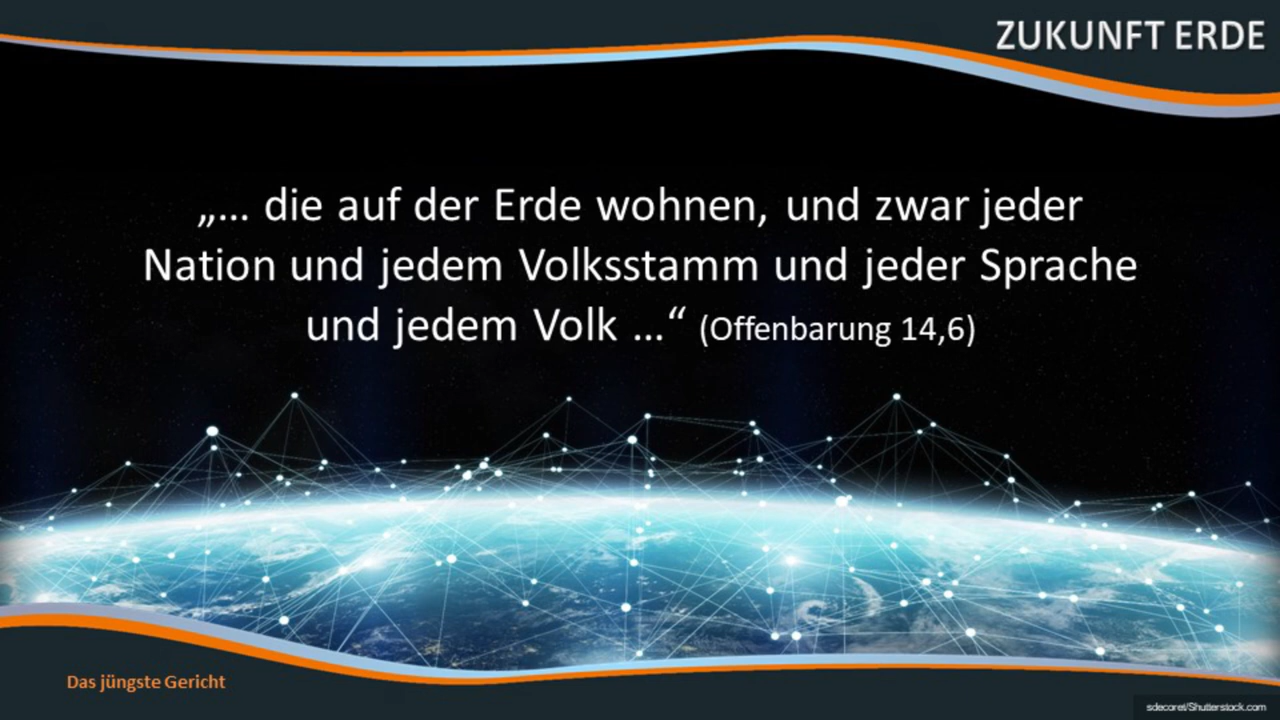 ZUKUNFT ERDE
„... die auf der Erde wohnen, und zwar jeder
Nation und jedem Volksstamm und jeder Sprache
und jedem Volk ...“ (Offenbarung 14,6)
Das jüngste Gericht
sdecoret/Shutterstock.com